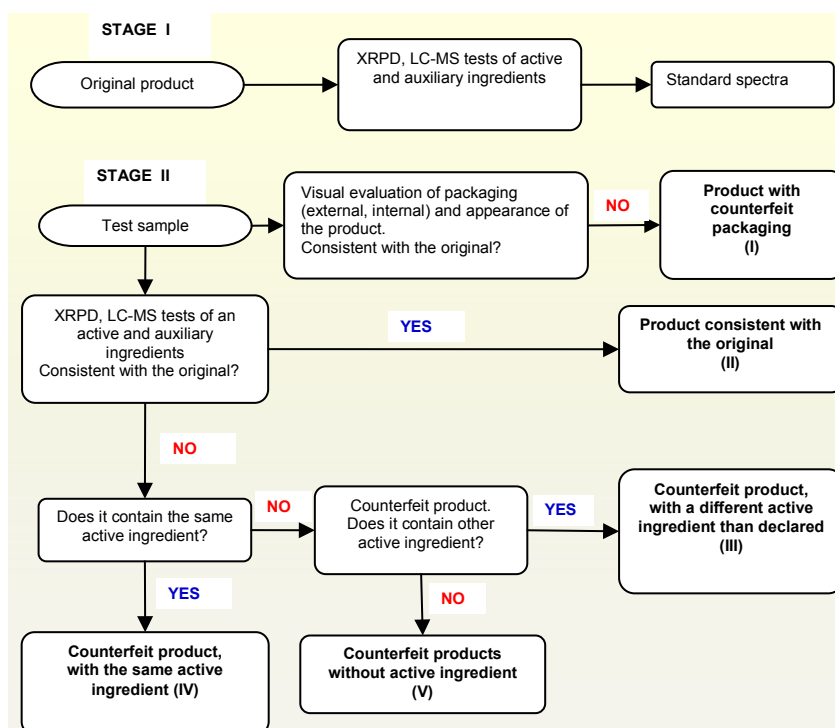 STAGE I
Original product
XRPD, LC-MS tests of active
and auxiliary ingredients
Standard spectra
STAGE II
Test sample
Visual evaluation of packaging
(external, internal) and appearance of
the product.
Consistent with the original?
NO
Product with
counterfeit
packaging
(I)
XRPD, LC-MS tests of an
active and auxiliary
ingredients
Consistent with the original?
YES
Product consistent with
the original
(II)
NO
Does it contain the same
active ingredient?
NO
Counterfeit product.
Does it contain other
active ingredient?
YES
Counterfeit product,
with a different active
ingredient than declared
(III)
YES
NO
Counterfeit product,
with the same active
ingredient (IV)
Counterfeit products
without active ingredient
(V)